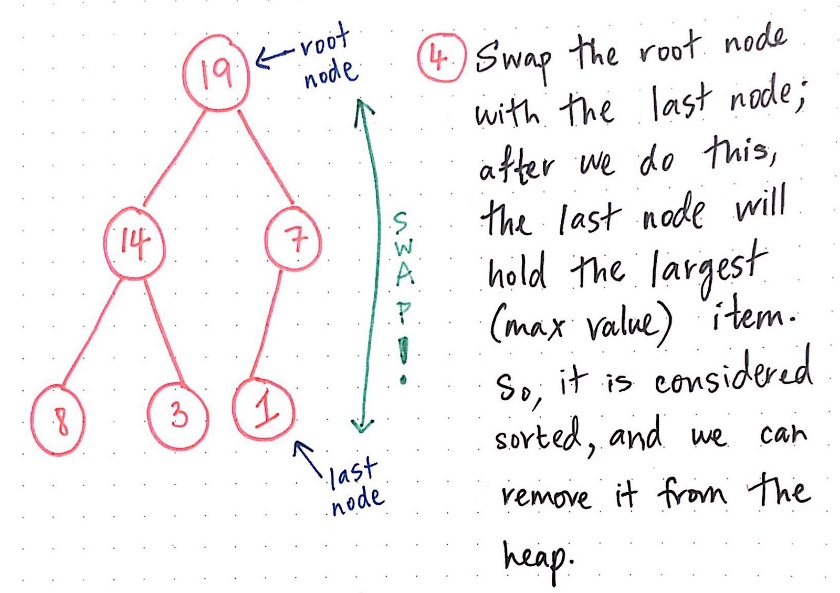 19
root
node
14
7
8
3
1
last
node
SWAP!
④ Swap the root node
with the last node;
after we do this,
the last node will
hold the largest
(max value) item.
So, it is considered
sorted, and we can
remove it from the
heap.